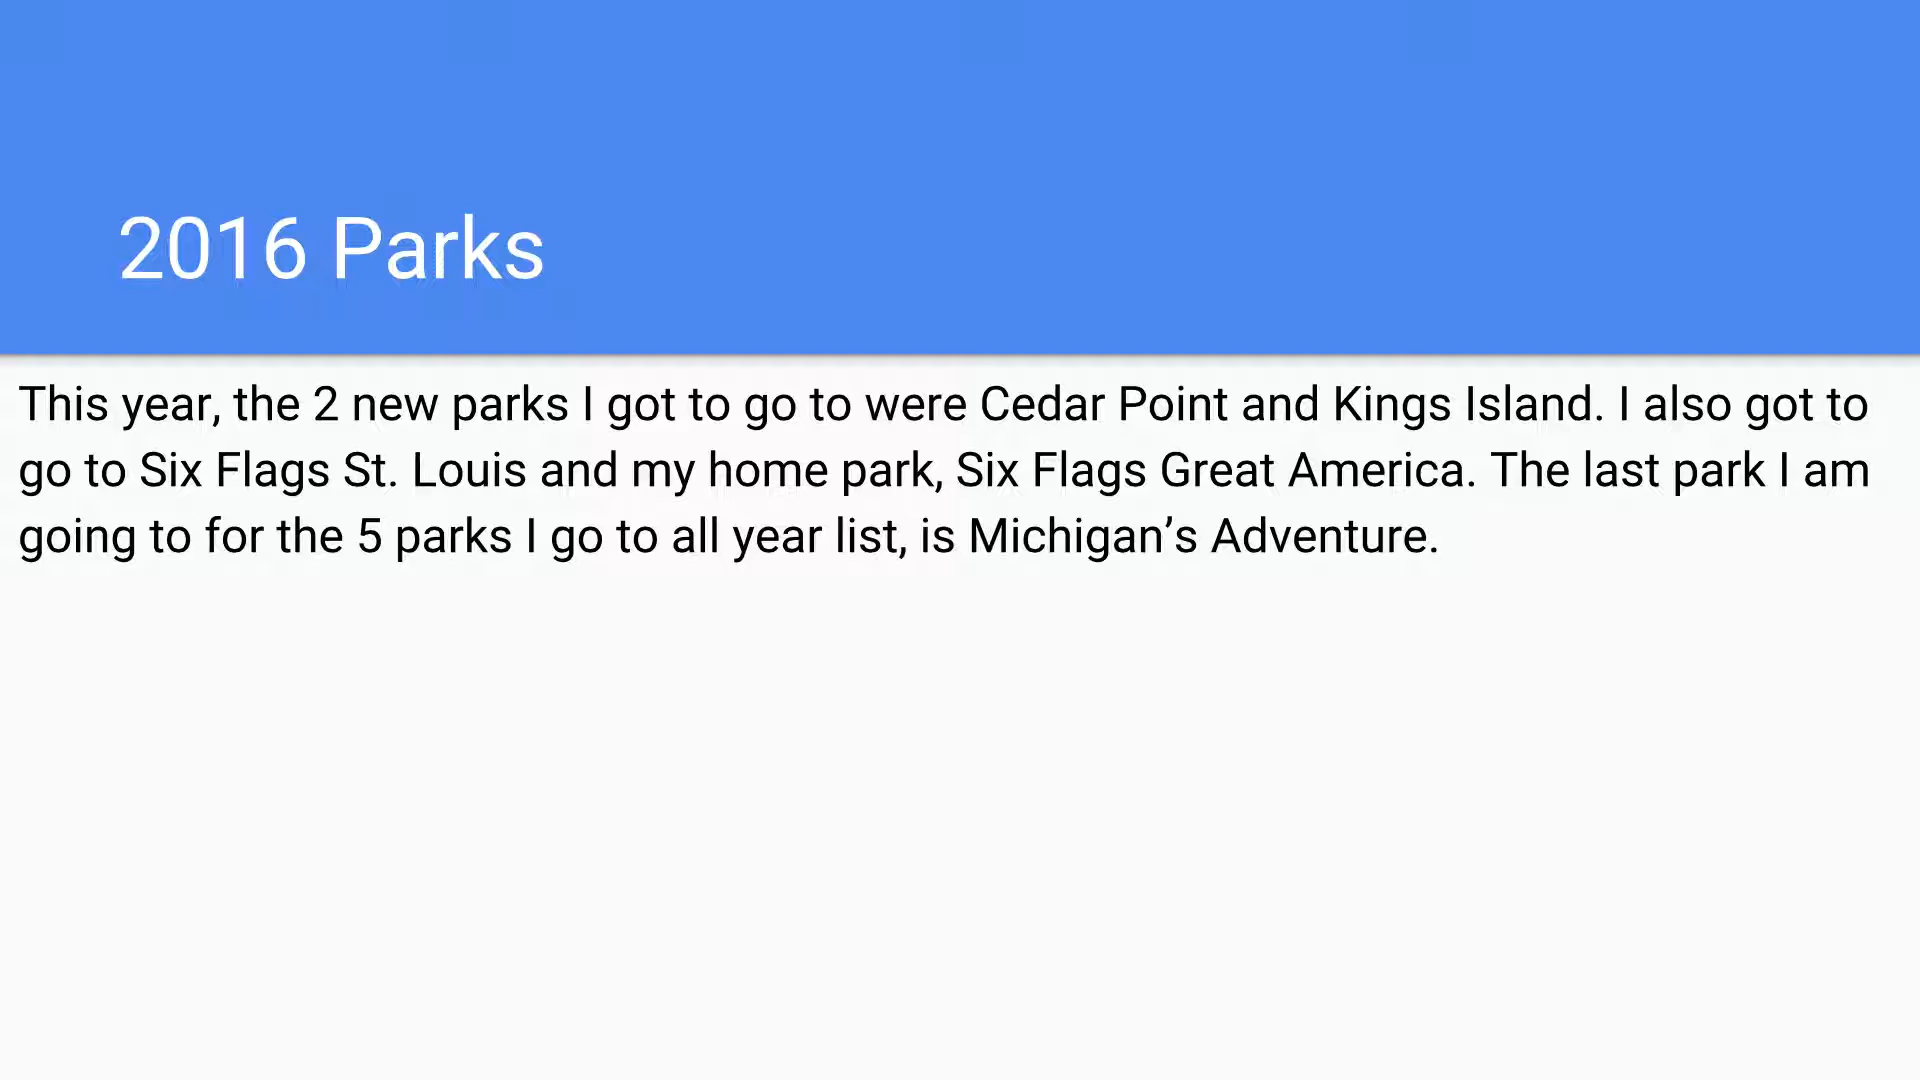 2016 Parks
This year, the 2 new parks I got to go to were Cedar Point and Kings Island. I also got to
go to Six Flags St. Louis and my home park, Six Flags Great America. The last park I am
going to for the 5 parks I go to all year list, is Michigan’s Adventure.